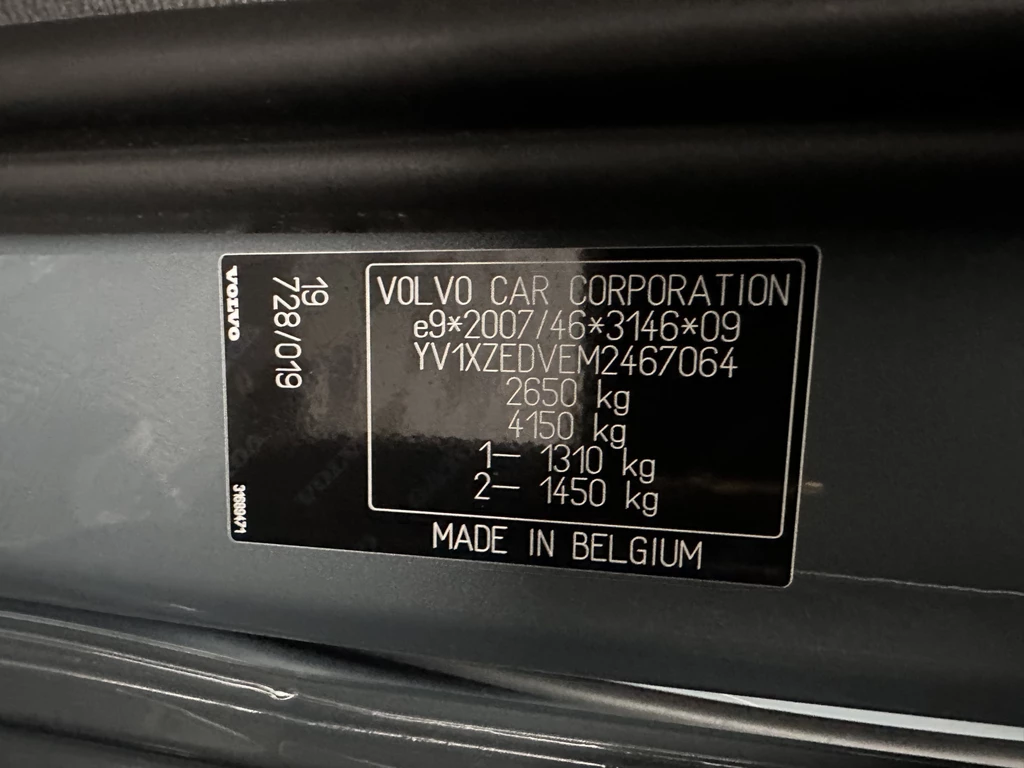 VOLVO
19
728/019
31689471
VOLVO CAR CORPORATION
e9*2007/46*3146*09
YV1XZEDVEM2467064
2650 kg
4150 kg
1— 1310 kg
2— 1450 kg
MADE IN BELGIUM